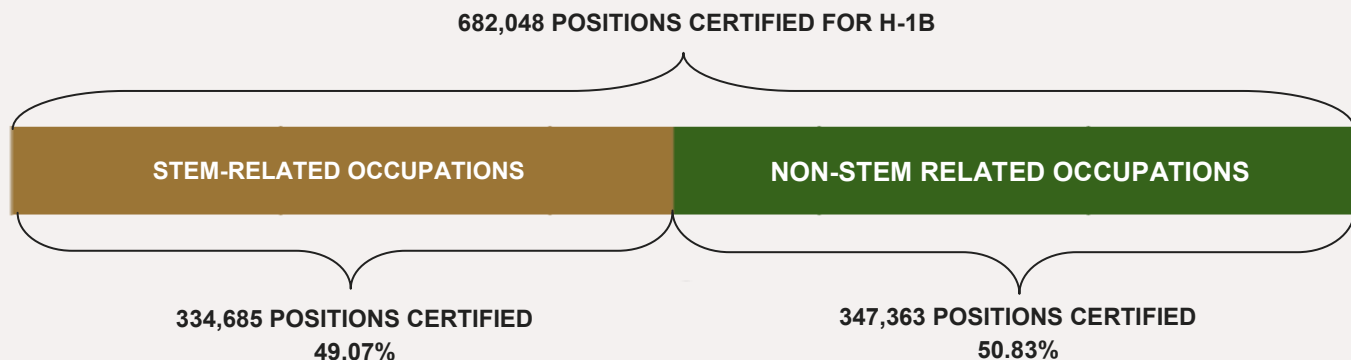 682,048 POSITIONS CERTIFIED FOR H-1B
STEM-RELATED OCCUPATIONS
NON-STEM RELATED OCCUPATIONS
334,685 POSITIONS CERTIFIED
49.07%
347,363 POSITIONS CERTIFIED
50.83%